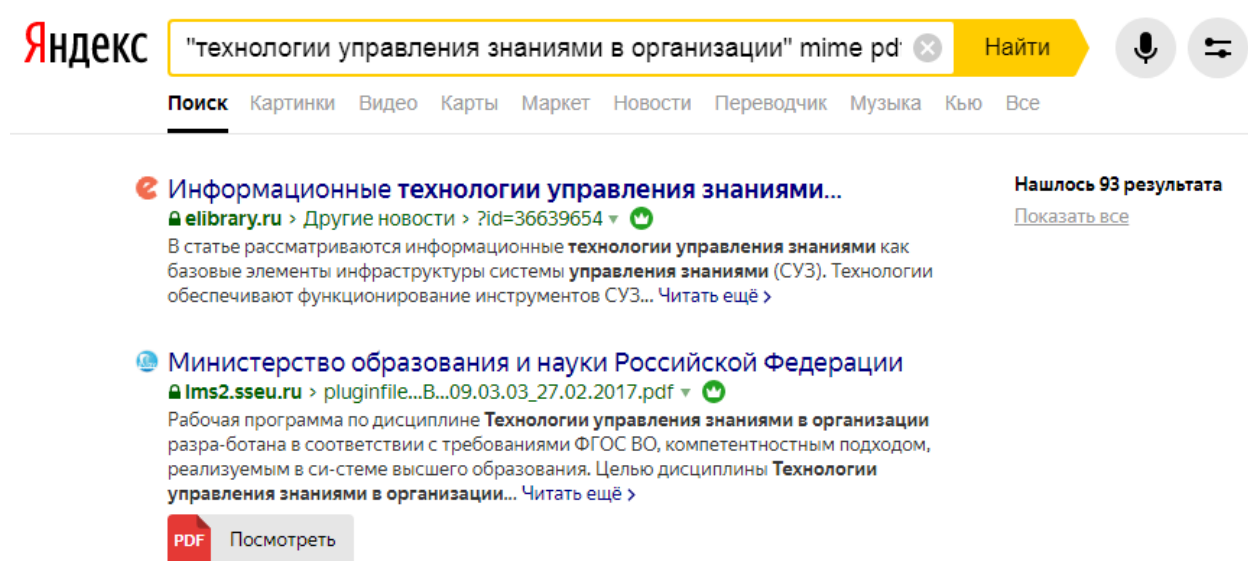 Яндекс
"технологии управления знаниями в организации" mime pd
Найти
Поиск Картинки Видео Карты Маркет Новости Переводчик Музыка Кью Все
Информационные технологии управления знаниями...
elibrary.ru › Другие новости › ?id=36639654
В статье рассматриваются информационные технологии управления знаниями как
базовые элементы инфраструктуры системы управления знаниями (СУЗ). Технологии
обеспечивают функционирование инструментов СУЗ... Читать ещё ›
Нашлось 93 результата
Показать все
Министерство образования и науки Российской Федерации
lms2.sseu.ru › pluginfile...B...09.03.03_27.02.2017.pdf
Рабочая программа по дисциплине Технологии управления знаниями в организации
разра-ботана в соответствии с требованиями ФГОС ВО, компетентностным подходом,
реализуемым в си-стеме высшего образования. Целью дисциплины Технологии
управления знаниями в организации... Читать ещё ›
PDF Посмотреть